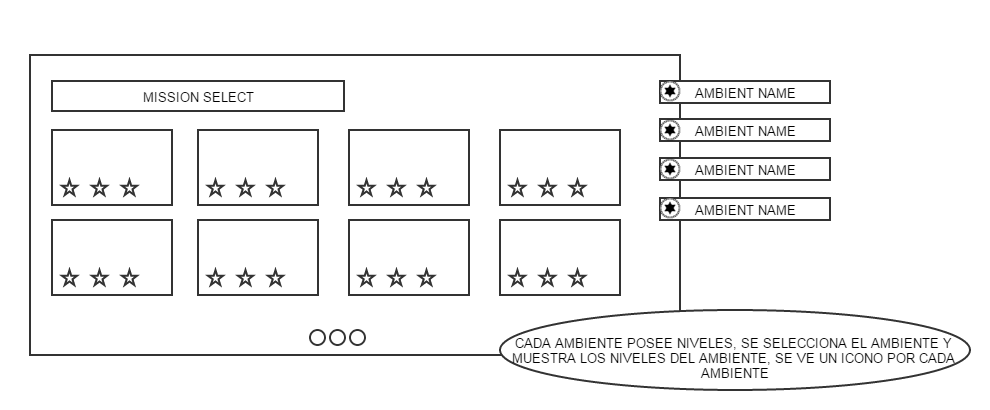 MISSION SELECT
AMBIENT NAME
AMBIENT NAME
AMBIENT NAME
AMBIENT NAME
CADA AMBIENTE POSEE NIVELES, SE SELECCIONA EL AMBIENTE Y
MUESTRA LOS NIVELES DEL AMBIENTE, SE VE UN ICONO POR CADA
AMBIENTE